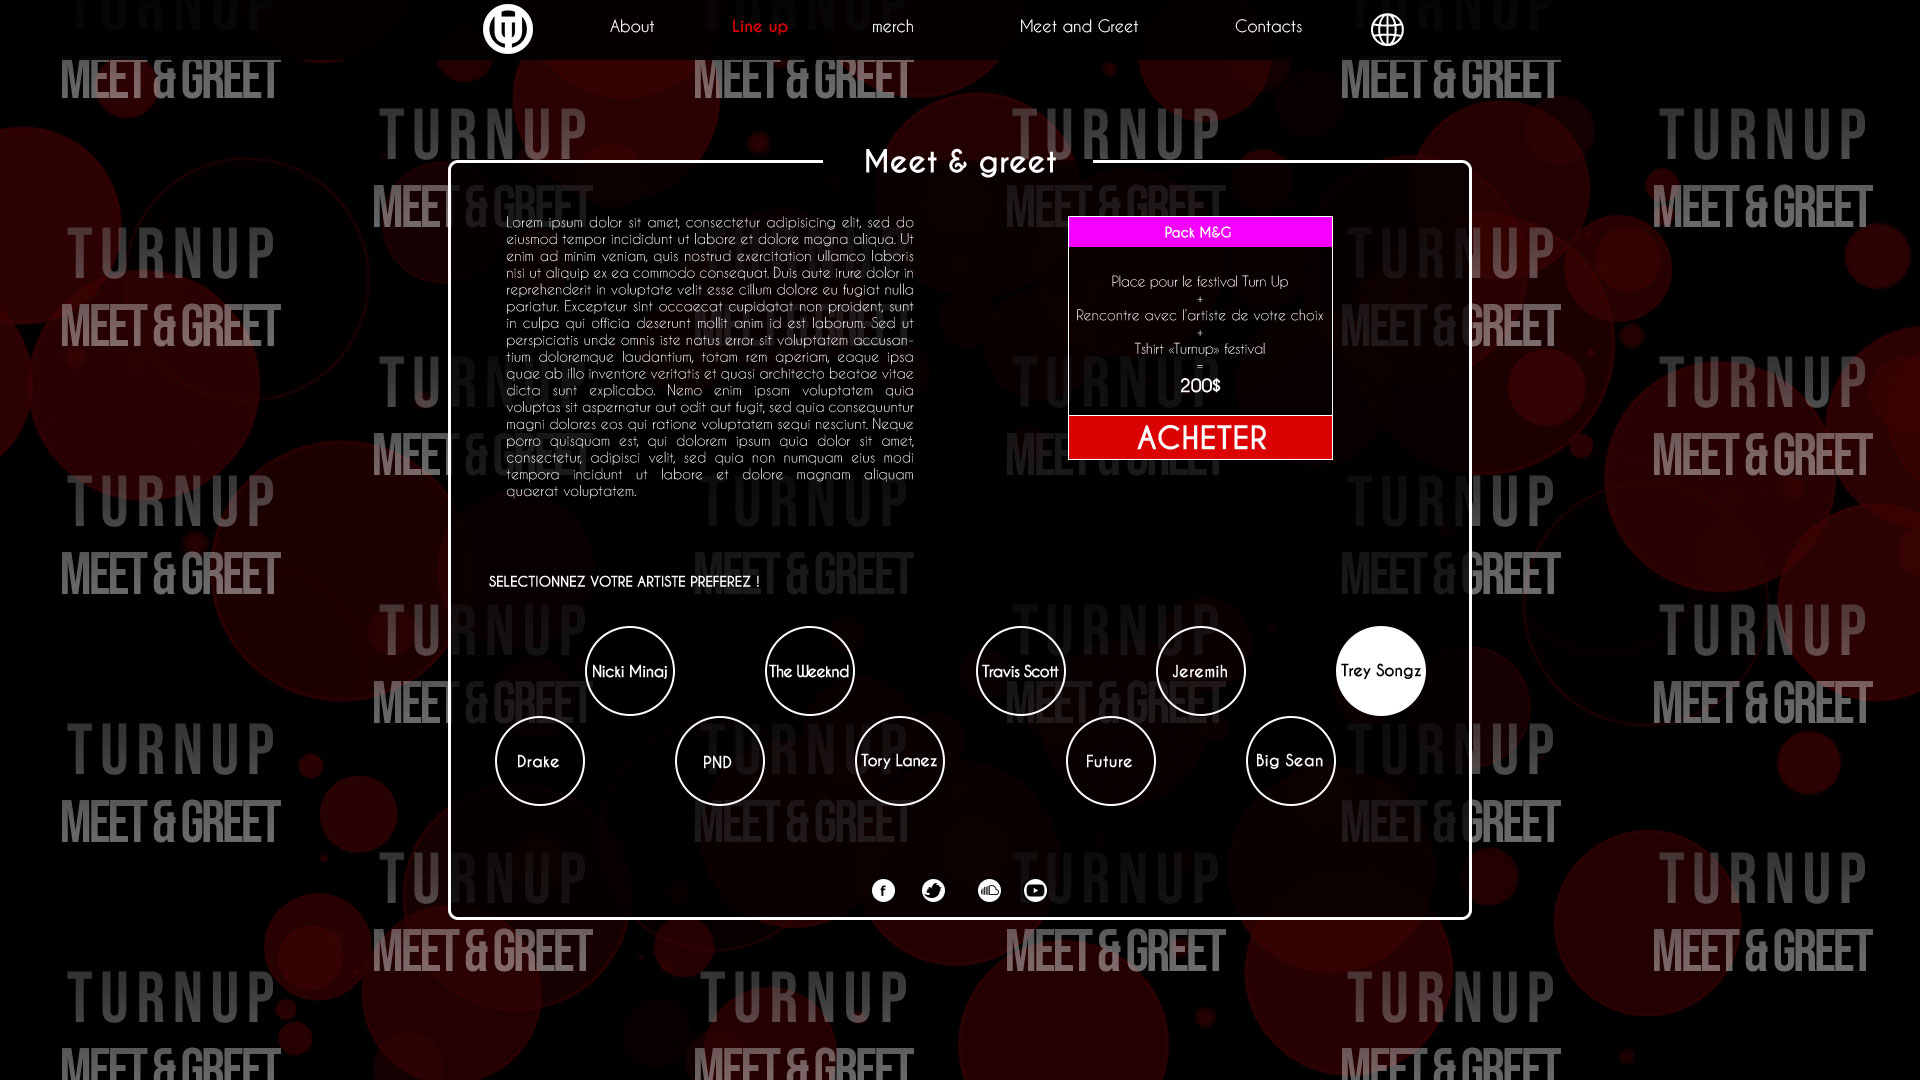 About
Line up
merch
Meet and Greet
Contacts
Meet & greet
Lorem ipsum dolor sit amet, consectetur adipisicing elit, sed do
eiusmod tempor incididunt ut labore et dolore magna aliqua. Ut
enim ad minim veniam, quis nostrud exercitation ullamco laboris
nisi ut aliquip ex ea commodo consequat. Duis aute irure dolor in
reprehenderit in voluptate velit esse cillum dolore eu fugiat nulla
pariatur. Excepteur sint occaecat cupidatat non proident, sunt
in culpa qui officia deserunt mollit anim id est laborum. Sed ut
perspiciatis unde omnis iste natus error sit voluptatem accusan-
tium doloremque laudantium, totam rem aperiam, eaque ipsa
quae ab illo inventore veritatis et quasi architecto beatae vitae
dicta sunt explicabo. Nemo enim ipsam voluptatem quia
voluptas sit aspernatur aut odit aut fugit, sed quia consequuntur
magni dolores eos qui ratione voluptatem sequi nesciunt. Neque
porro quisquam est, qui dolorem ipsum quia dolor sit amet,
consectetur, adipisci velit, sed quia non numquam eius modi
tempora incidunt ut labore et dolore magnam aliquam
quaerat voluptatem.
Pack M&G
Place pour le festival Turn Up
+
Rencontre avec l'artiste de votre choix
+
Tshirt «Turnup» festival
=
200$
ACHETER
SELECTIONNEZ VOTRE ARTISTE PREFEREZ !
Nicki Minaj
The Weeknd
Travis Scott
Jeremih
Trey Songz
Drake
PND
Tory Lanez
Future
Big Sean
TURNUP
MEET & GREET